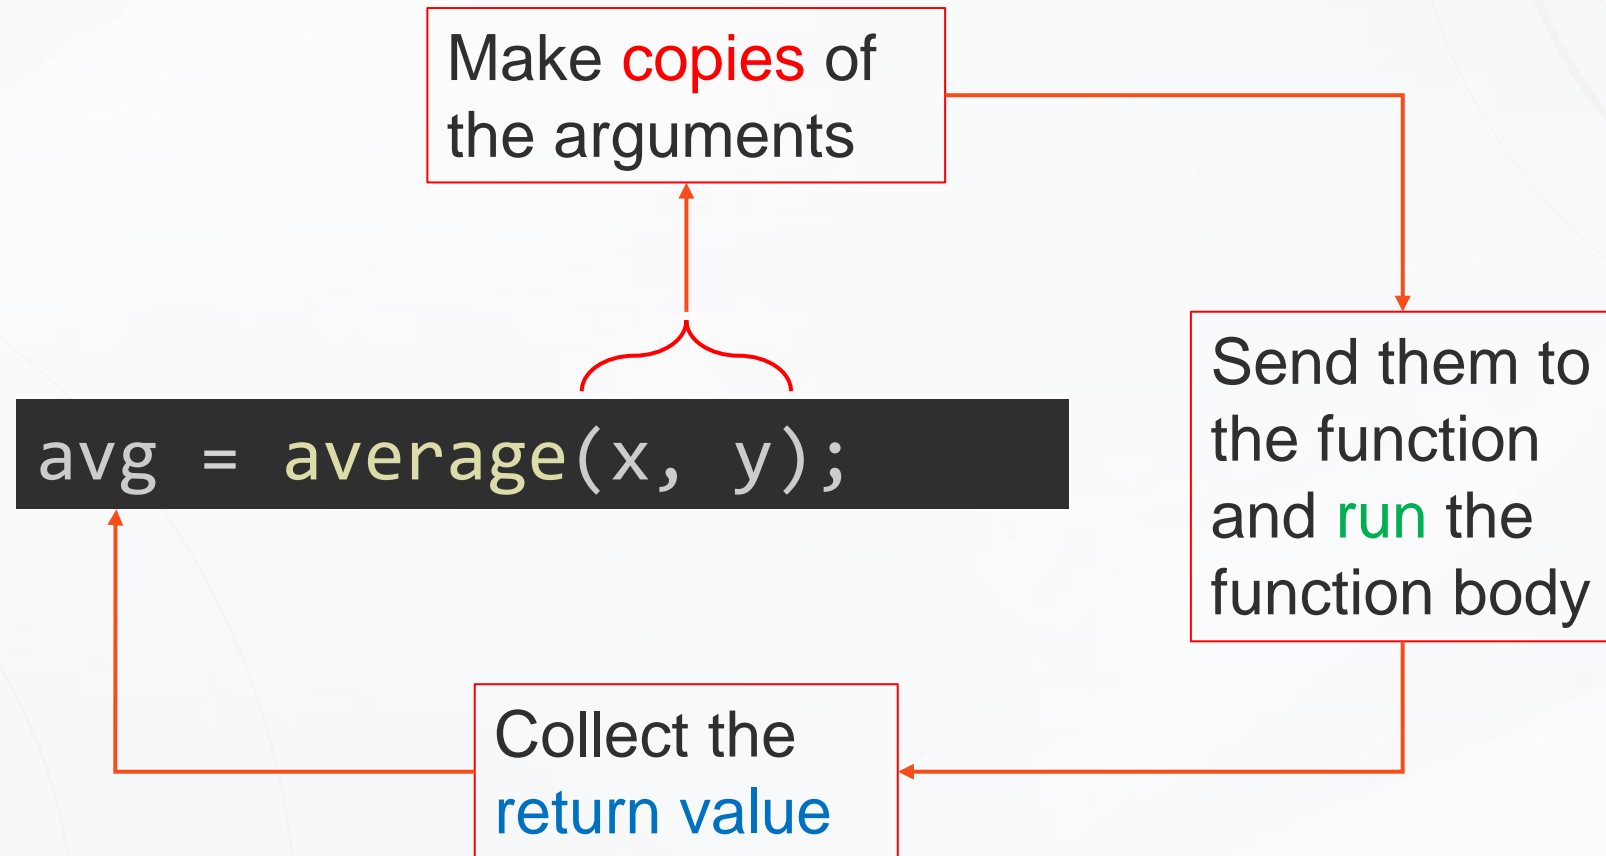 Make copies of
the arguments
avg = average(x, y);
Send them to
the function
and run the
function body
Collect the
return value